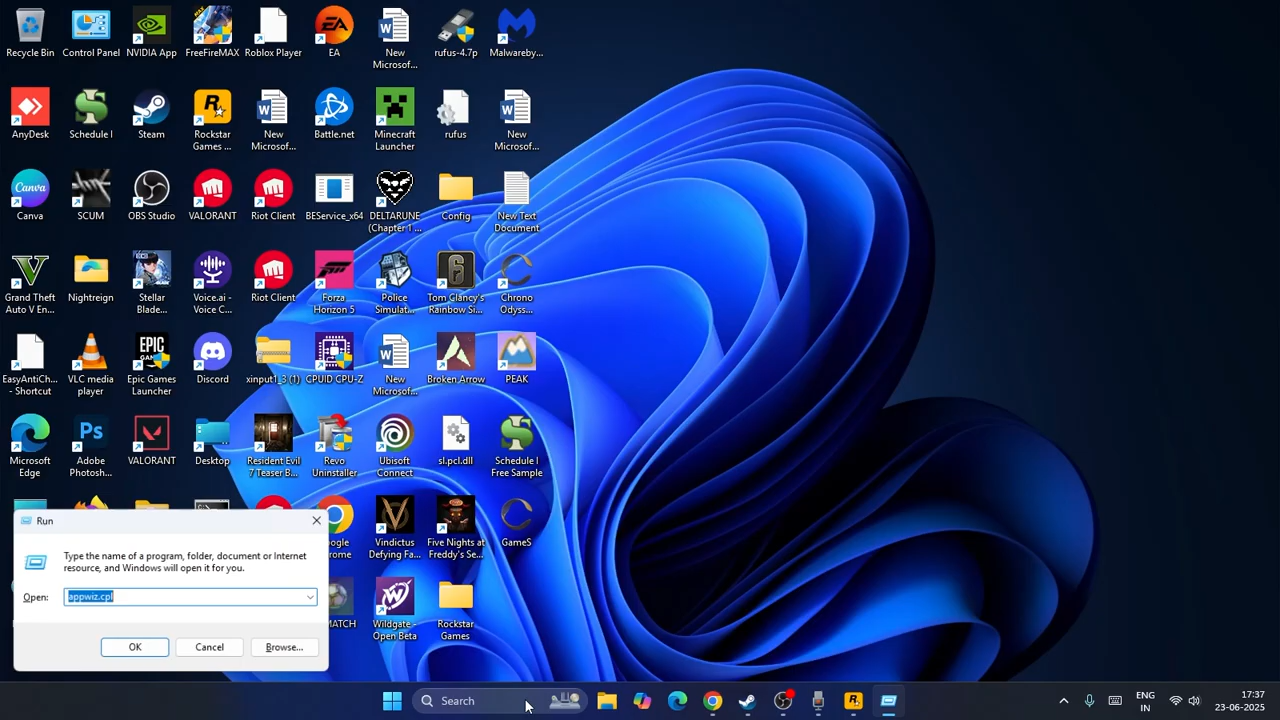 Recycle Bin
Control Panel
NVIDIA App
FreeFireMAX
Roblox Player
EA
New
Microsof...
rufus-4.7p
Malwareby...
AnyDesk
Schedule I
Steam
Rockstar
Games ...
New
Microsof...
Battle.net
Minecraft
Launcher
rufus
New
Microsof...
Canva
SCUM
OBS Studio
VALORANT
Riot Client
BEService_x64
DELTARUNE
(Chapter 1 ...
Config
New Text
Document
Grand Theft
Auto V En...
Nightreign
Stellar
Blade...
Voice.ai -
Voice C...
Riot Client
Forza
Horizon 5
Police
Simulat...
Tom Clancy's
Rainbow Si...
Chrono
Odyss...
EasyAntiCh...
- Shortcut
VLC media
player
EPIC
GAMES
Epic Games
Launcher
Discord
xinput1_3 (1)
CPUID CPU-Z
New
Microsof...
Broken Arrow
PEAK
Microsoft
Edge
Ps
Adobe
Photosh...
VALORANT
Desktop
Resident Evil
7 Teaser B...
Revo
Uninstaller
Ubisoft
Connect
sl.pcl.dll
Schedule I
Free Sample
Vindictus
Defying Fa...
Five Nights at
Freddy's Se...
GameS
Wildgate -
Open Beta
Rockstar
Games
Run
Type the name of a program, folder, document or Internet
resource, and Windows will open it for you.
Open:
appwiz.cpl
OK
Cancel
Browse...
Search
ENG
IN
17:37
23-06-2025